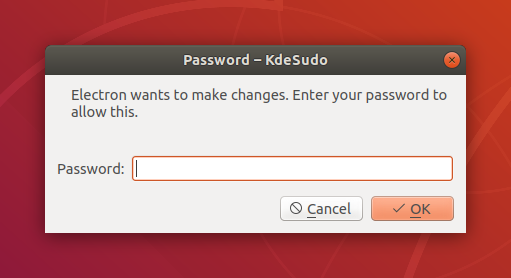 Password – KdeSudo
Electron wants to make changes. Enter your password to
allow this.
Password:
Cancel
OK